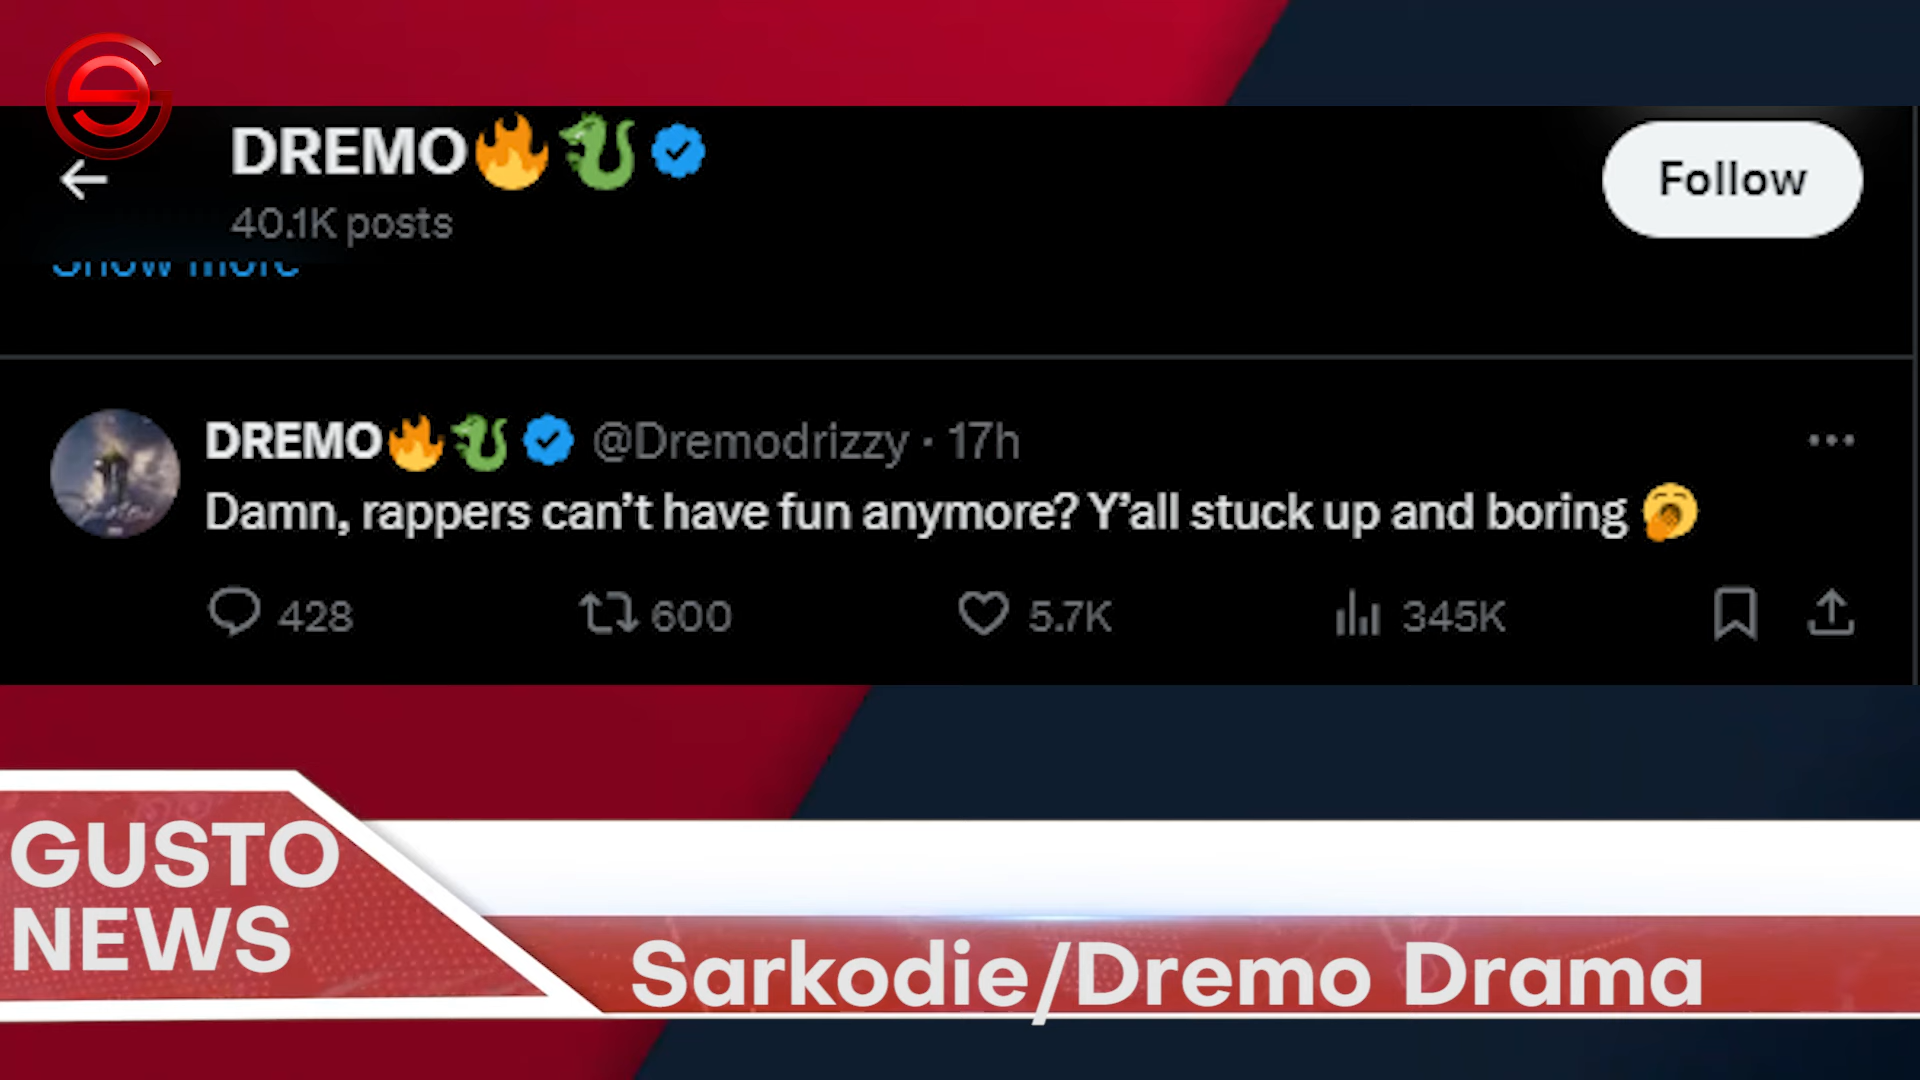 DREMO🔥🐉
40.1K posts
Follow
Show more
DREMO🔥🐉 @Dremodrizzy · 17h
Damn, rappers can’t have fun anymore? Y’all stuck up and boring 🥱
428 600 5.7K 345K
GUSTO
NEWS
Sarkodie/Dremo Drama